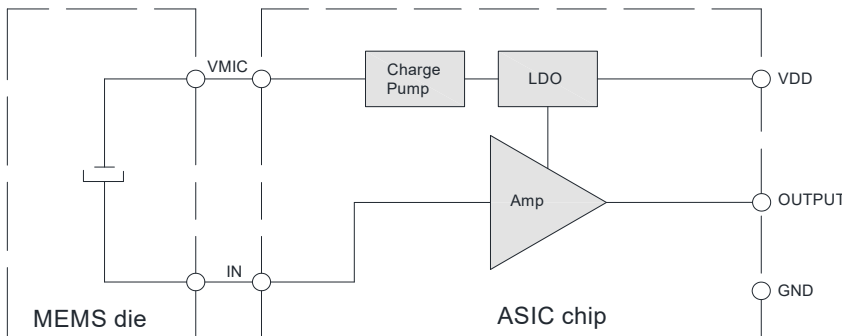 VMIC
Charge
Pump
LDO
VDD
Amp
OUTPUT
IN
GND
MEMS die
ASIC chip